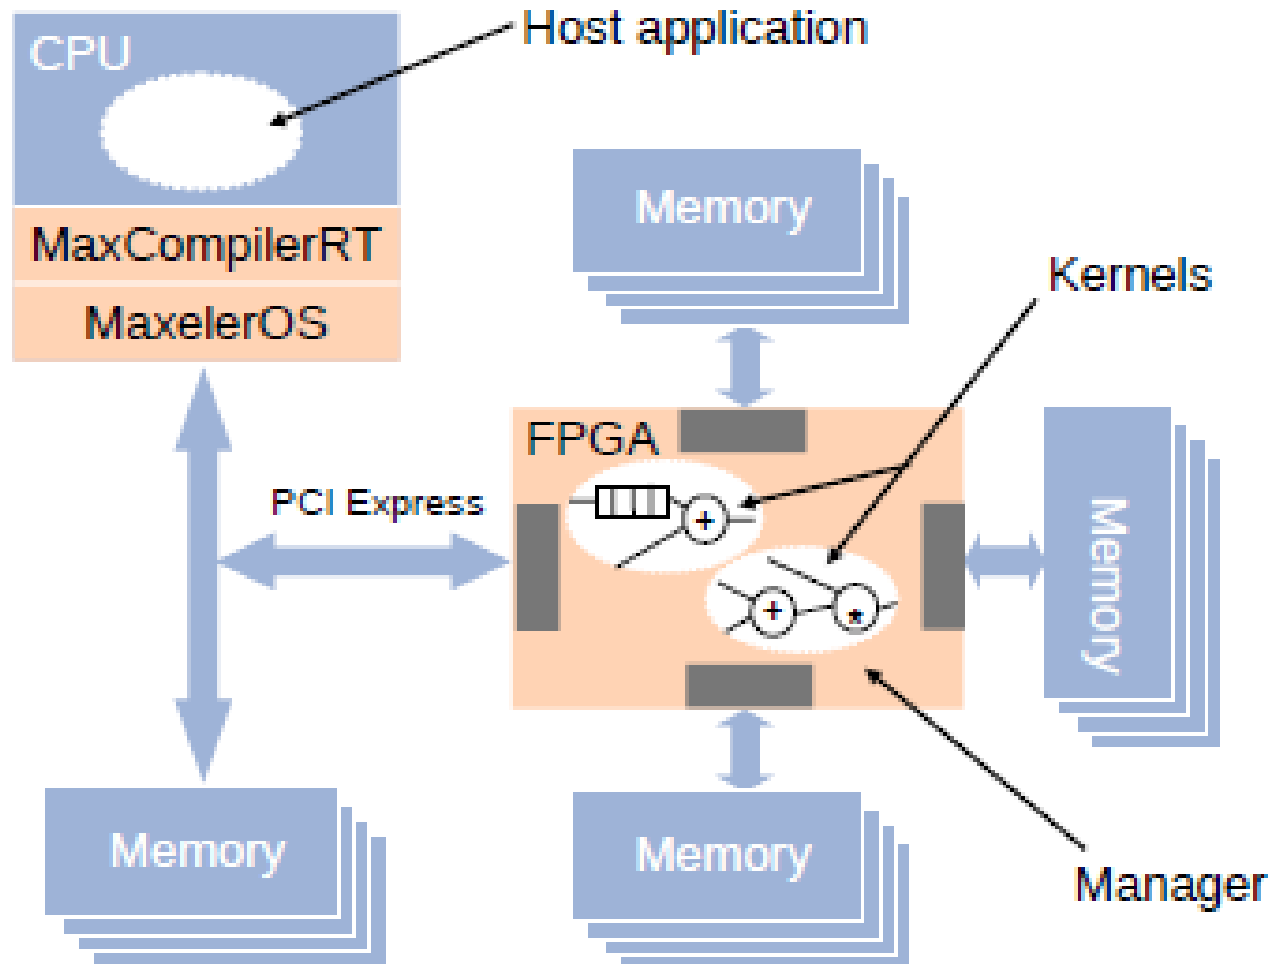 Host application
CPU
MaxCompilerRT
MaxelerOS
Memory
Kernels
FPGA
PCI Express
+
+
*
Memory
Memory
Memory
Manager